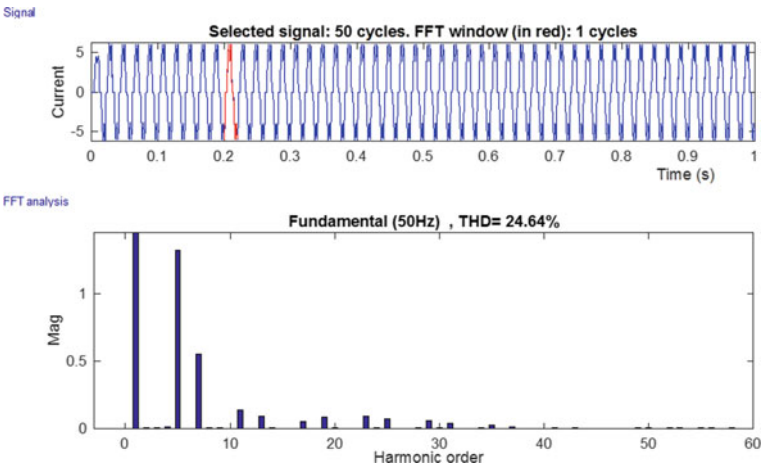 Signal
Selected signal: 50 cycles. FFT window (in red): 1 cycles
5
0
-5
Current
0 0.1 0.2 0.3 0.4 0.5 0.6 0.7 0.8 0.9 1
Time (s)
FFT analysis
Fundamental (50Hz) , THD= 24.64%
1
0.5
0
Mag
0 10 20 30 40 50 60
Harmonic order